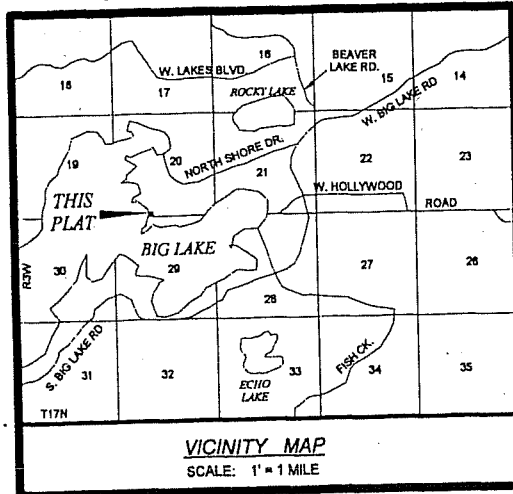 16
BEAVER
LAKE RD.
W. LAKES BLVD.
18
17
15
14
ROCKY LAKE
W. BIG LAKE RD
19
20
NORTH SHORE DR.
21
22
23
THIS
PLAT
W. HOLLYWOOD
ROAD
BIG LAKE
R3W
30
29
27
26
28
S. BIG LAKE RD
31
32
ECHO
LAKE
33
FISH CK.
34
35
T17N
VICINITY MAP
SCALE: 1" = 1 MILE